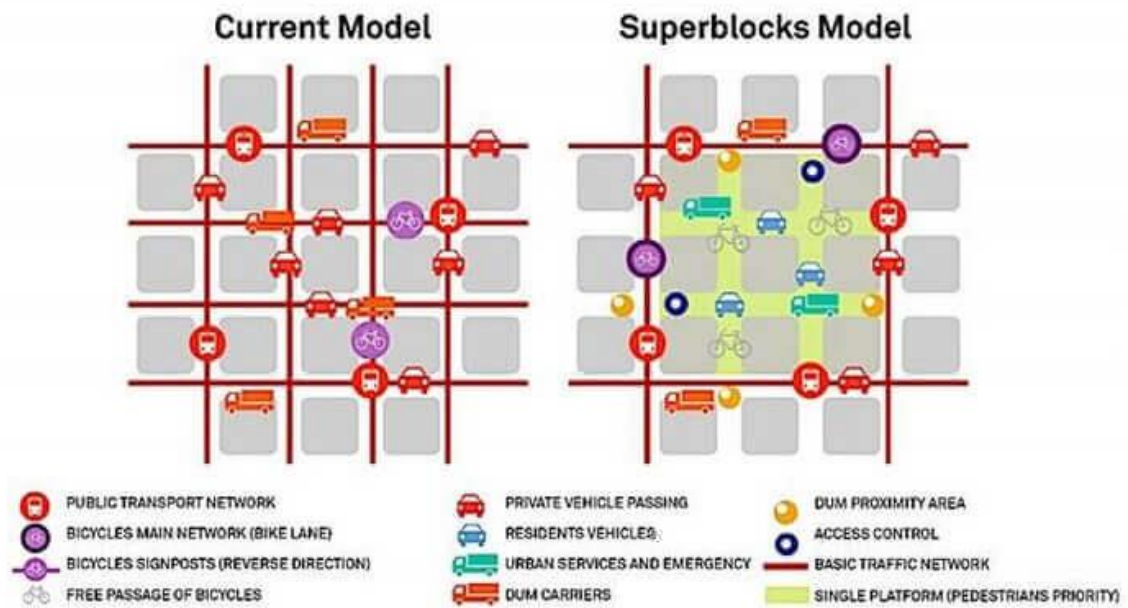 Current Model
Superblocks Model
PUBLIC TRANSPORT NETWORK
BICYCLES MAIN NETWORK (BIKE LANE)
BICYCLES SIGNPOSTS (REVERSE DIRECTION)
FREE PASSAGE OF BICYCLES
PRIVATE VEHICLE PASSING
RESIDENTS VEHICLES
URBAN SERVICES AND EMERGENCY
DUM CARRIERS
DUM PROXIMITY AREA
ACCESS CONTROL
BASIC TRAFFIC NETWORK
SINGLE PLATFORM (PEDESTRIANS PRIORITY)